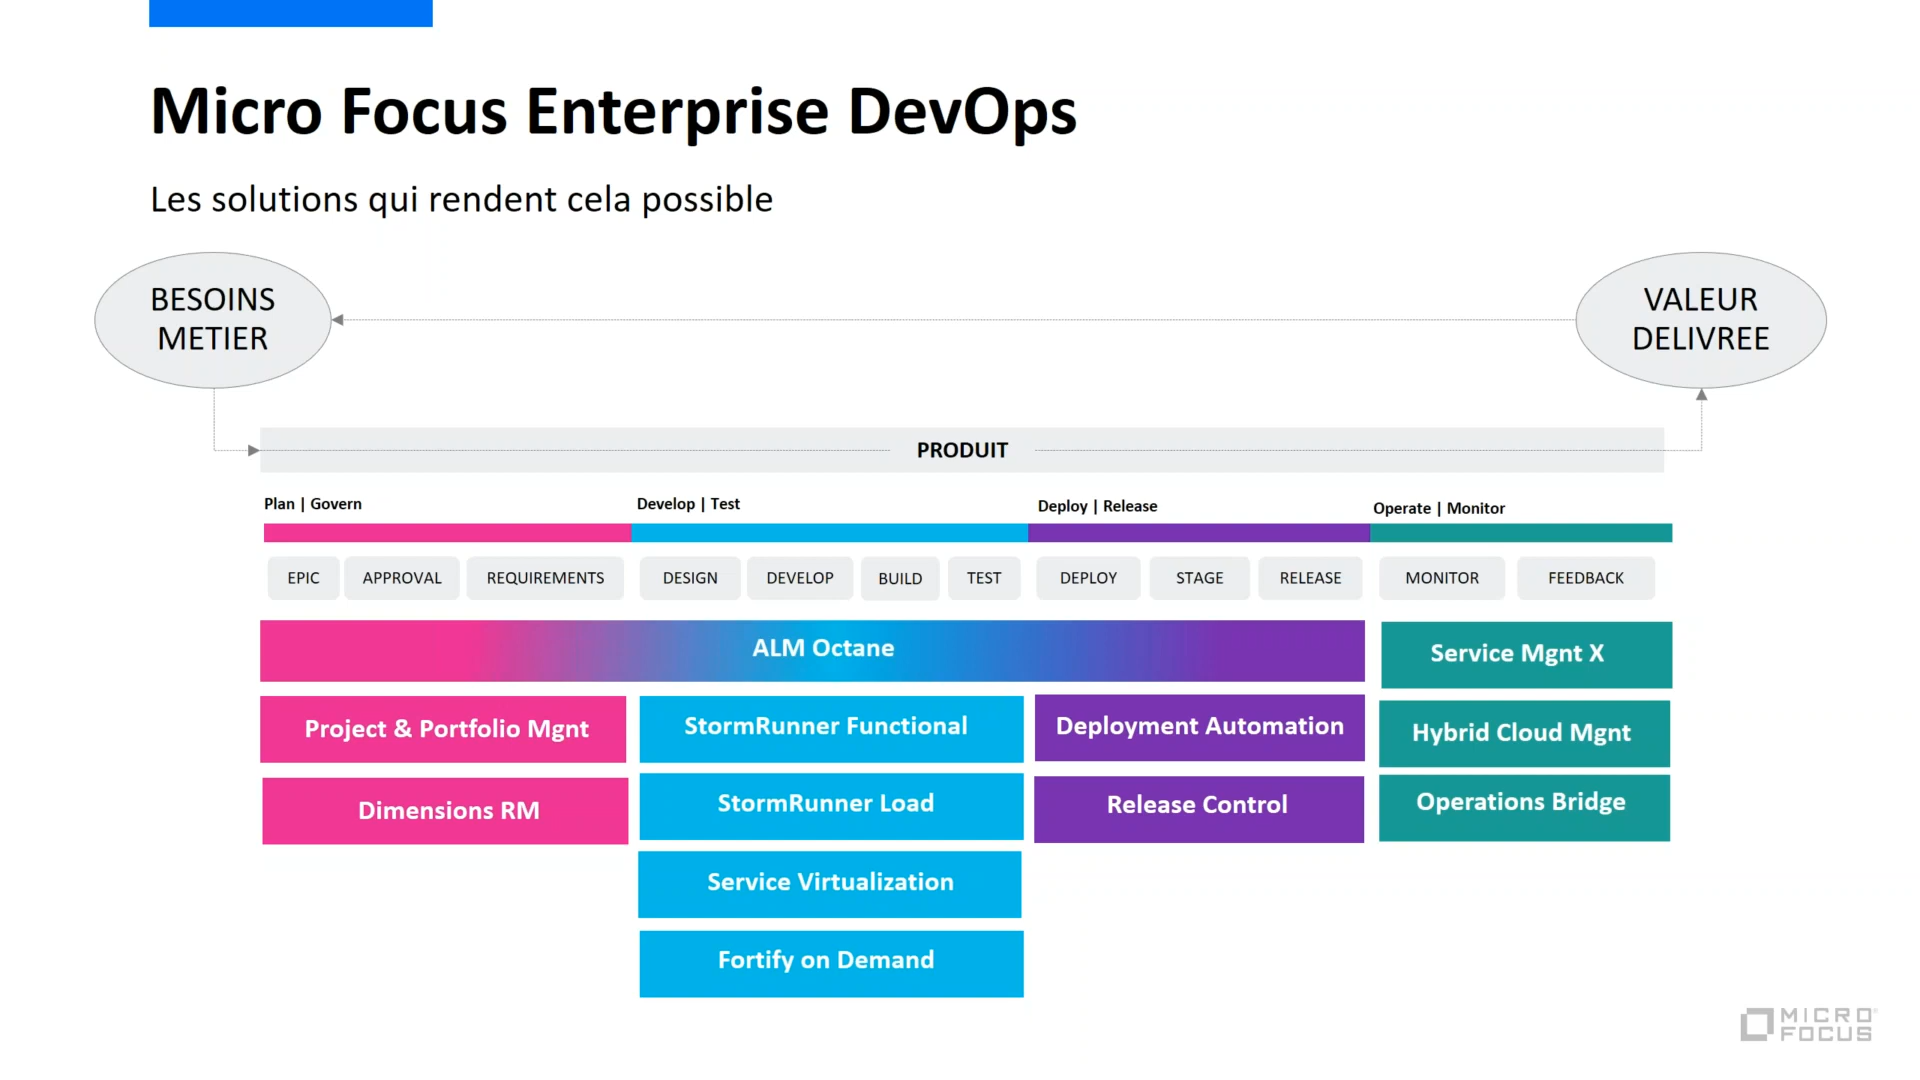 Micro Focus Enterprise DevOps
Les solutions qui rendent cela possible
BESOINS
METIER
VALEUR
DELIVREE
PRODUIT
Plan | Govern
Develop | Test
Deploy | Release
Operate | Monitor
EPIC
APPROVAL
REQUIREMENTS
DESIGN
DEVELOP
BUILD
TEST
DEPLOY
STAGE
RELEASE
MONITOR
FEEDBACK
ALM Octane
Service Mgnt X
Project & Portfolio Mgnt
StormRunner Functional
Deployment Automation
Hybrid Cloud Mgnt
Dimensions RM
StormRunner Load
Release Control
Operations Bridge
Service Virtualization
Fortify on Demand
MICRO
FOCUS